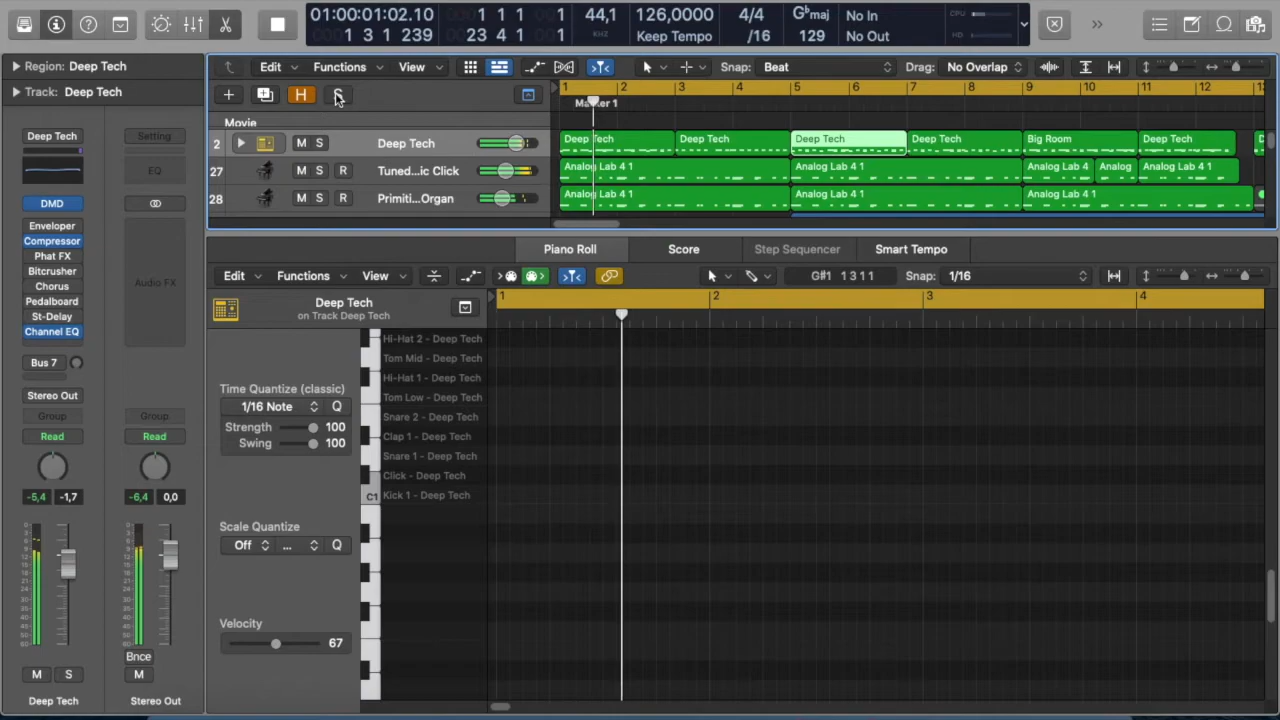 01:00:01:02.10
1 3 1 239
1 1 1 001
23 4 1 001
44,1
KHZ
126,0000
Keep Tempo
4/4
/16
G♭maj
129
No In
No Out
CPU
HD
Region: Deep Tech
Track: Deep Tech
Edit Functions View
Snap: Beat
Drag: No Overlap
H S
1 2 3 4 5 6 7 8 9 10 11 12
Movie
2 M S Deep Tech
Deep Tech Deep Tech Deep Tech Deep Tech Big Room Deep Tech
27 M S R Tuned...ic Click
Analog Lab 4 1 Analog Lab 4 1 Analog Lab 4 Analog Analog Lab 4 1
28 M S R Primiti...Organ
Analog Lab 4 1 Analog Lab 4 1 Analog Lab 4 1
Piano Roll Score Step Sequencer Smart Tempo
Edit Functions View
G#1 1 3 1 1
Snap: 1/16
Deep Tech
on Track Deep Tech
1 2 3 4
Time Quantize (classic)
1/16 Note Q
Strength 100
Swing 100
Scale Quantize
Off ... Q
Velocity
67
Hi-Hat 2 - Deep Tech
Tom Mid - Deep Tech
Hi-Hat 1 - Deep Tech
Tom Low - Deep Tech
Snare 2 - Deep Tech
Clap 1 - Deep Tech
Snare 1 - Deep Tech
Click - Deep Tech
C1 Kick 1 - Deep Tech
Deep Tech
DMD
Enveloper
Compressor
Phat FX
Bitcrusher
Chorus
Pedalboard
St-Delay
Channel EQ
Bus 7
Stereo Out
Group
Read
-5,4 -1,7
M S
Deep Tech
Setting
EQ
Audio FX
Group
Read
-6,4 0,0
Bnce
M
Stereo Out